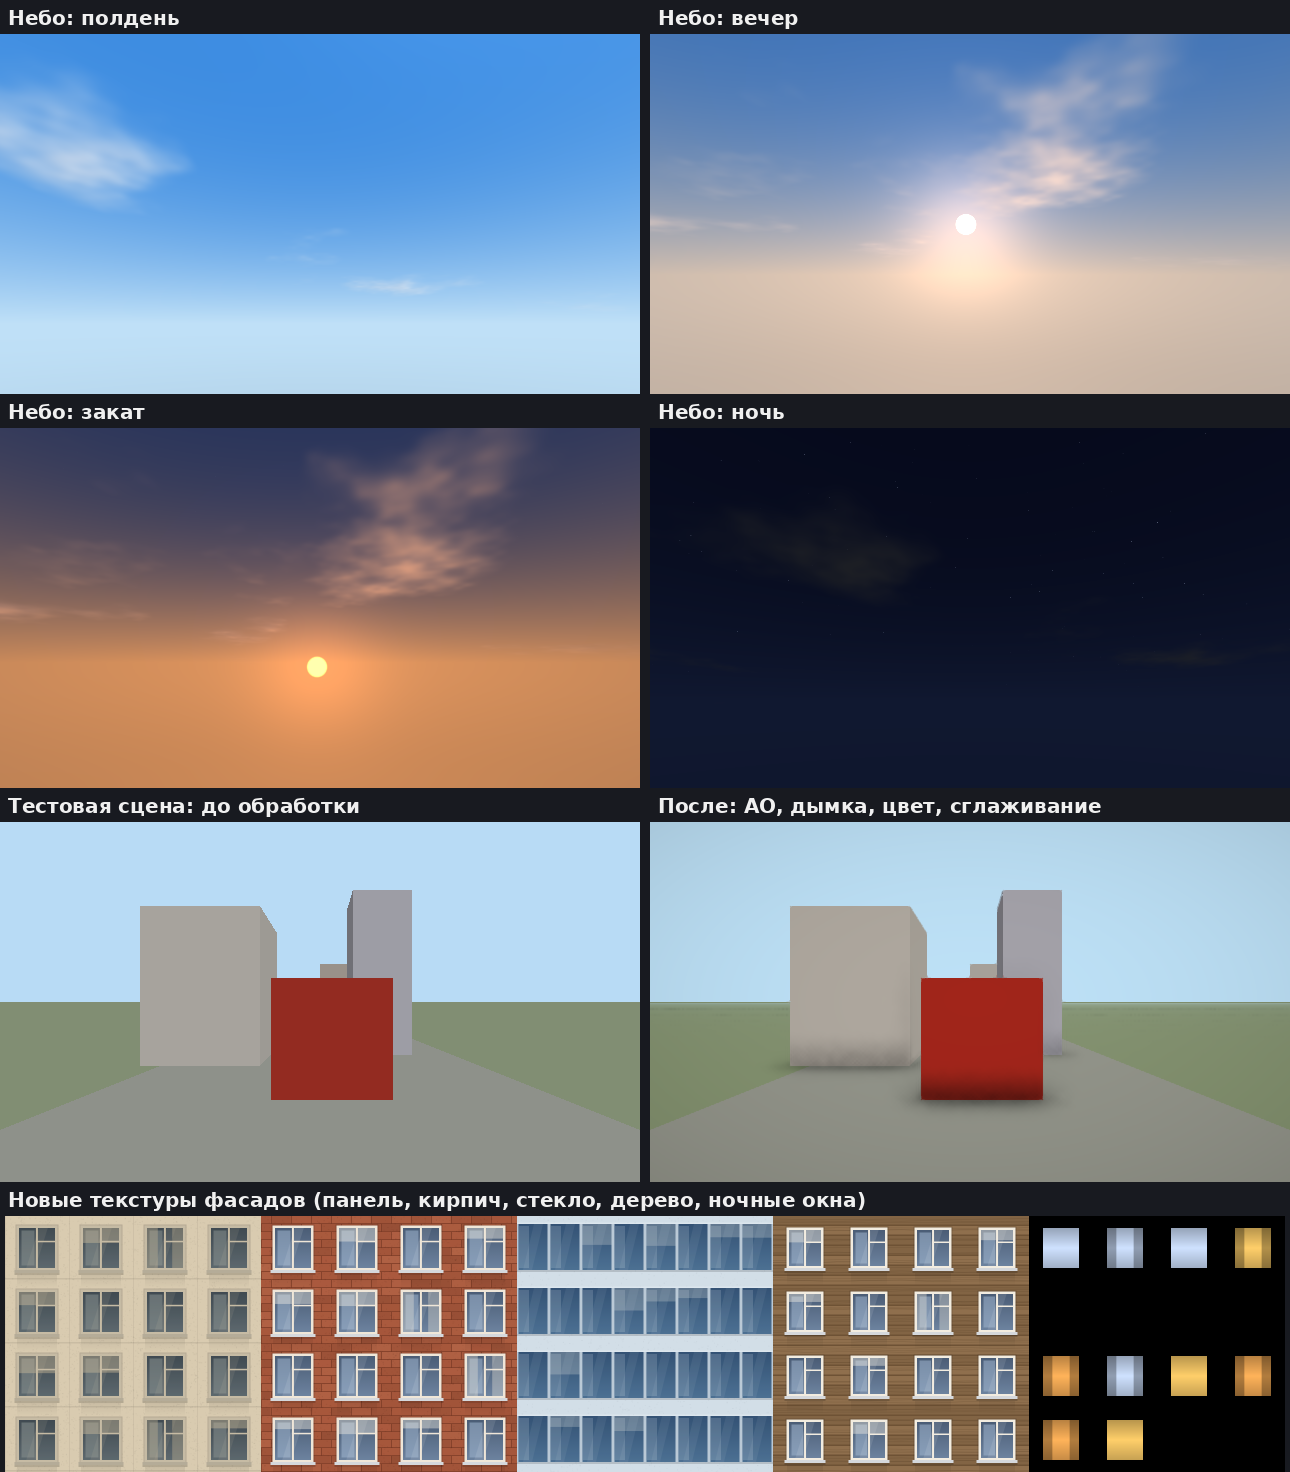 Небо: полдень
Небо: вечер
Небо: закат
Небо: ночь
Тестовая сцена: до обработки
После: АО, дымка, цвет, сглаживание
Новые текстуры фасадов (панель, кирпич, стекло, дерево, ночные окна)